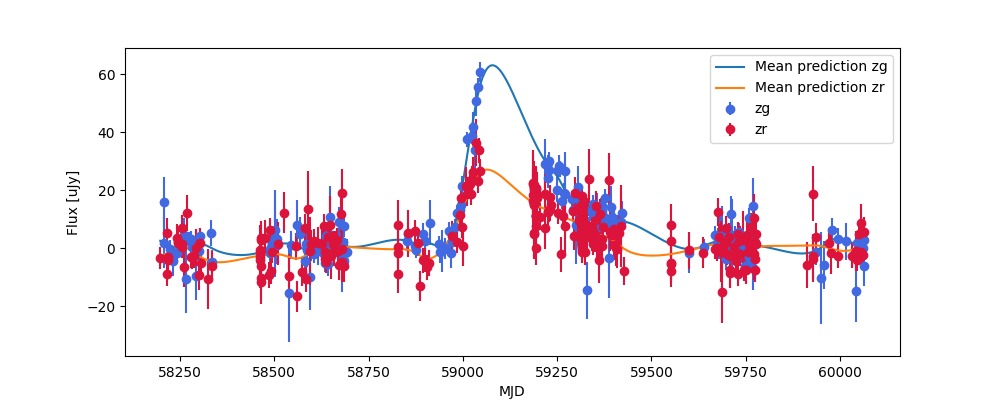 Mean prediction zg
Mean prediction zr
zg
zr
60
40
20
0
−20
Flux [uJy]
58250 58500 58750 59000 59250 59500 59750 60000
MJD